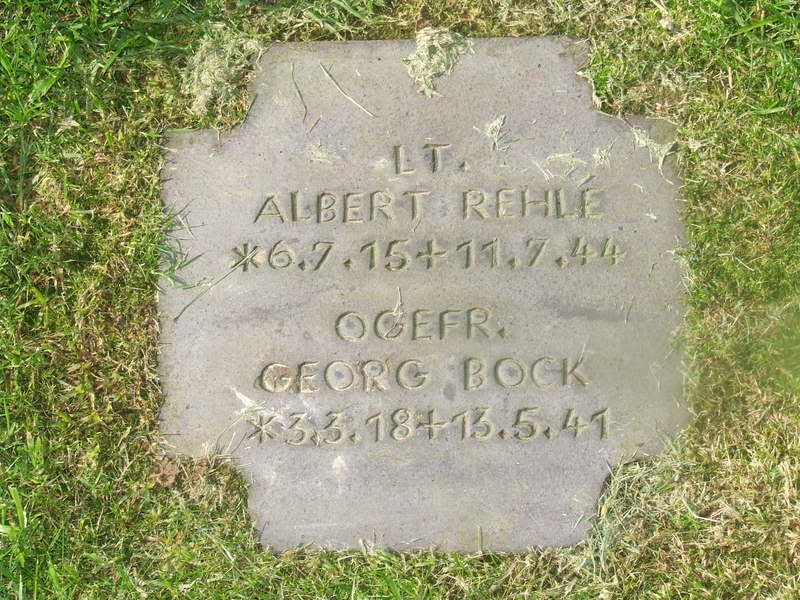 LT.
ALBERT REHLE
*6.7.15+11.7.44
OGEFR.
GEORG BOCK
*3.3.18+13.5.41